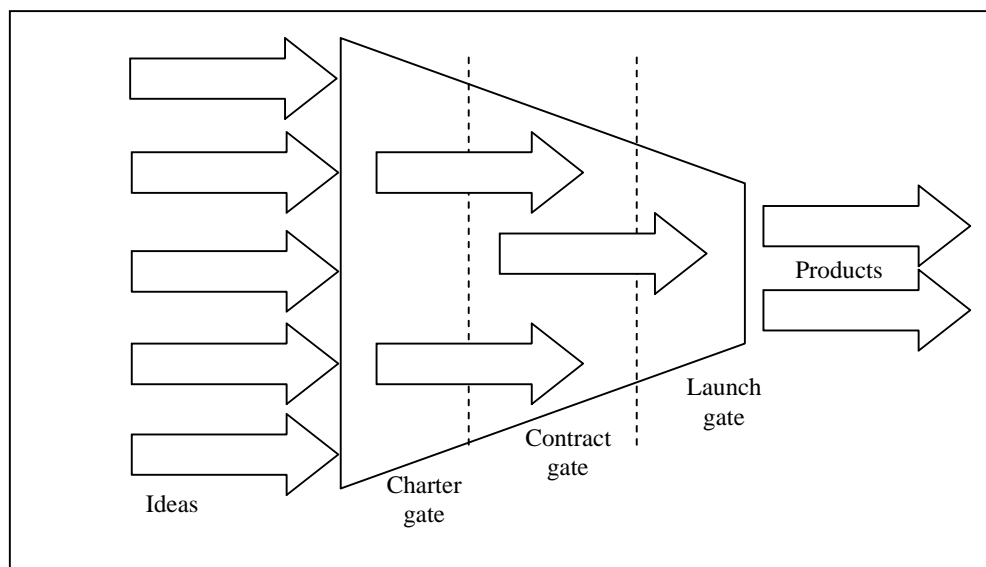 Ideas
Charter
gate
Contract
gate
Launch
gate
Products